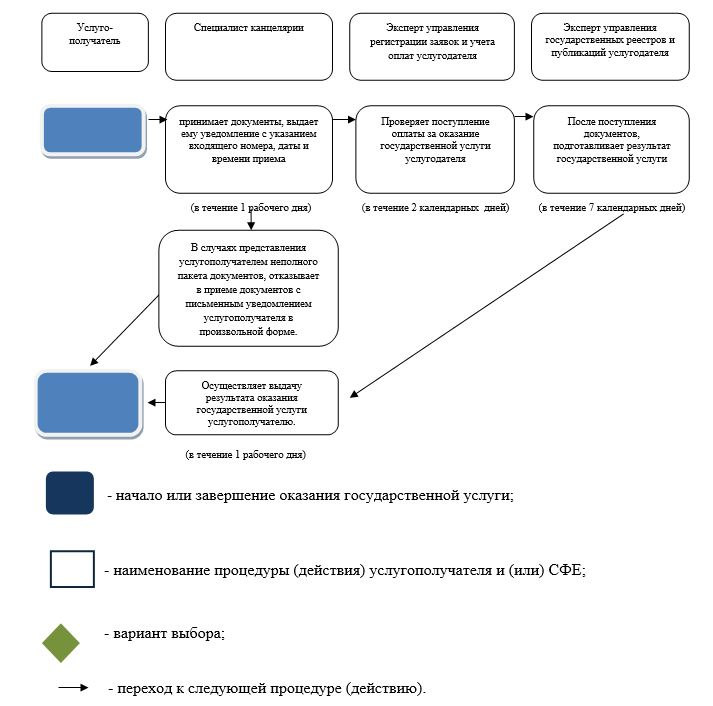 Услуго-
получатель
Специалист канцелярии
Эксперт управления
регистрации заявок и учета
оплат услугодателя
Эксперт управления
государственных реестров и
публикаций услугодателя
принимает документы, выдает
ему уведомление с указанием
входящего номера, даты и
времени приема
Проверяет поступление
оплаты за оказание
государственной услуги
услугодателя
После поступления
документов,
подготавливает результат
государственной услуги
(в течение 1 рабочего дня)
(в течение 2 календарных дней)
(в течение 7 календарных дней)
В случаях представления
услугополучателем неполного
пакета документов, отказывает
в приеме документов с
письменным уведомлением
услугополучателя в
произвольной форме.
Осуществляет выдачу
результата оказания
государственной услуги
услугополучателю.
(в течение 1 рабочего дня)
- начало или завершение оказания государственной услуги;
- наименование процедуры (действия) услугополучателя и (или) СФЕ;
- вариант выбора;
- переход к следующей процедуре (действию).